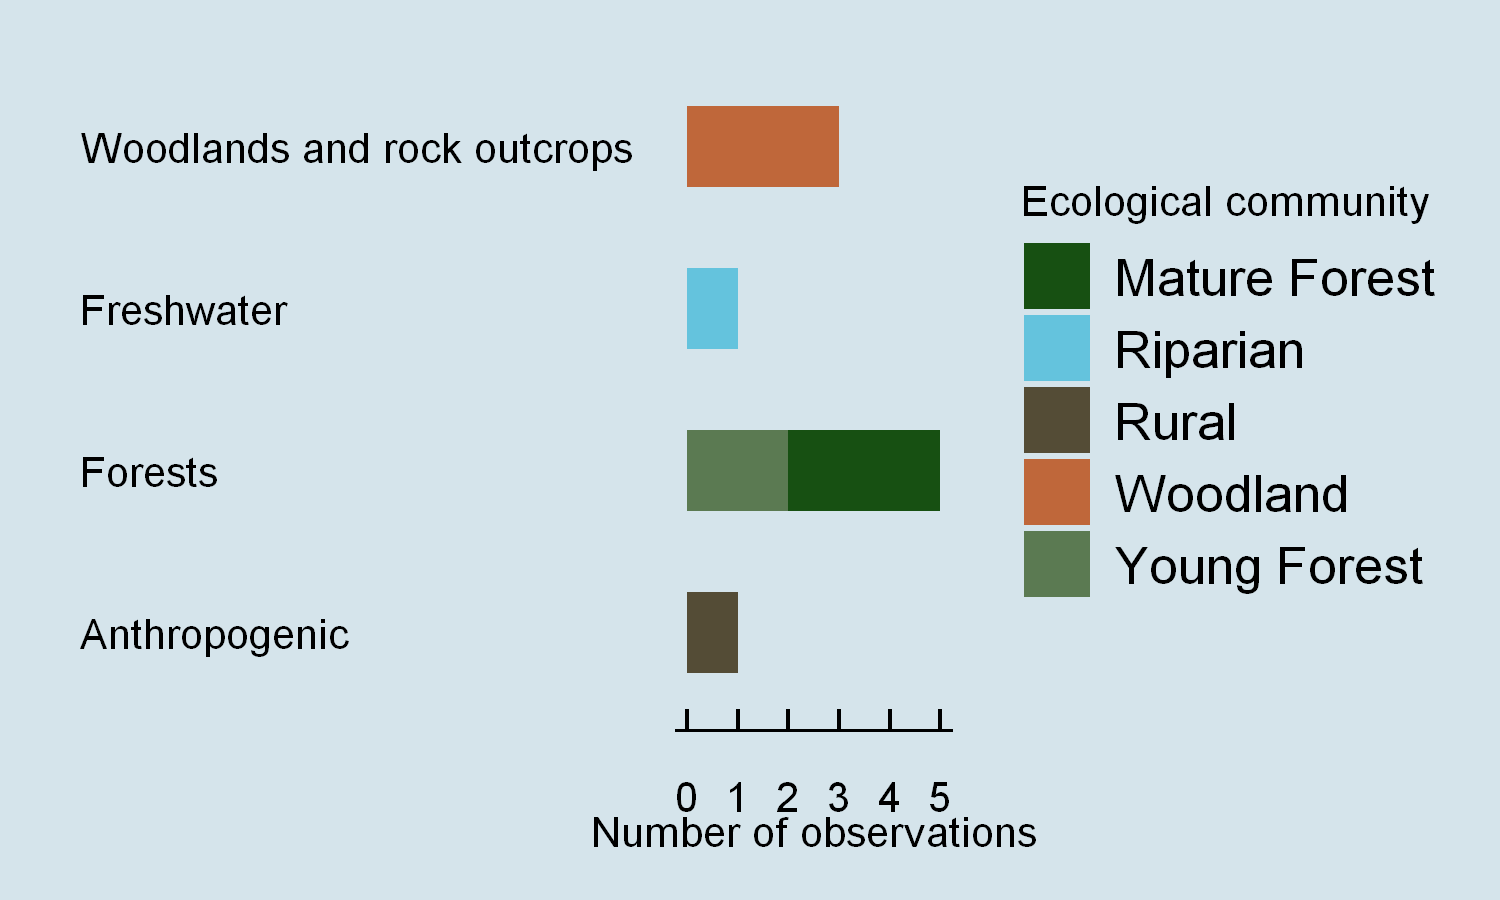 Woodlands and rock outcrops
Freshwater
Forests
Anthropogenic
0 1 2 3 4 5
Number of observations
Ecological community
Mature Forest
Riparian
Rural
Woodland
Young Forest